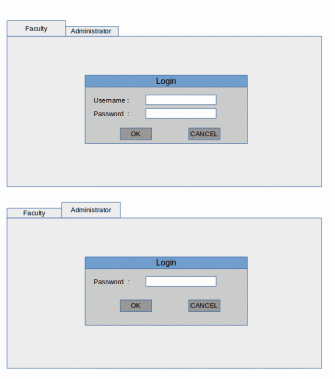 Faculty
Administrator
Login
Username :
Password :
OK CANCEL
Faculty
Administrator
Login
Password :
OK CANCEL